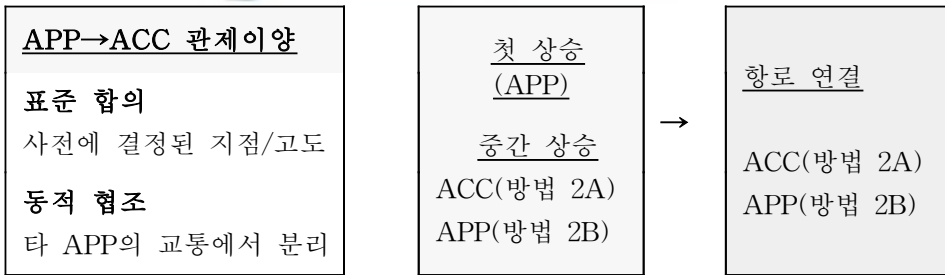 APP→ACC 관제이양
표준 합의
사전에 결정된 지점/고도
동적 협조
타 APP의 교통에서 분리
첫 상승
(APP)
중간 상승
ACC(방법 2A)
APP(방법 2B)
→
항로 연결
ACC(방법 2A)
APP(방법 2B)